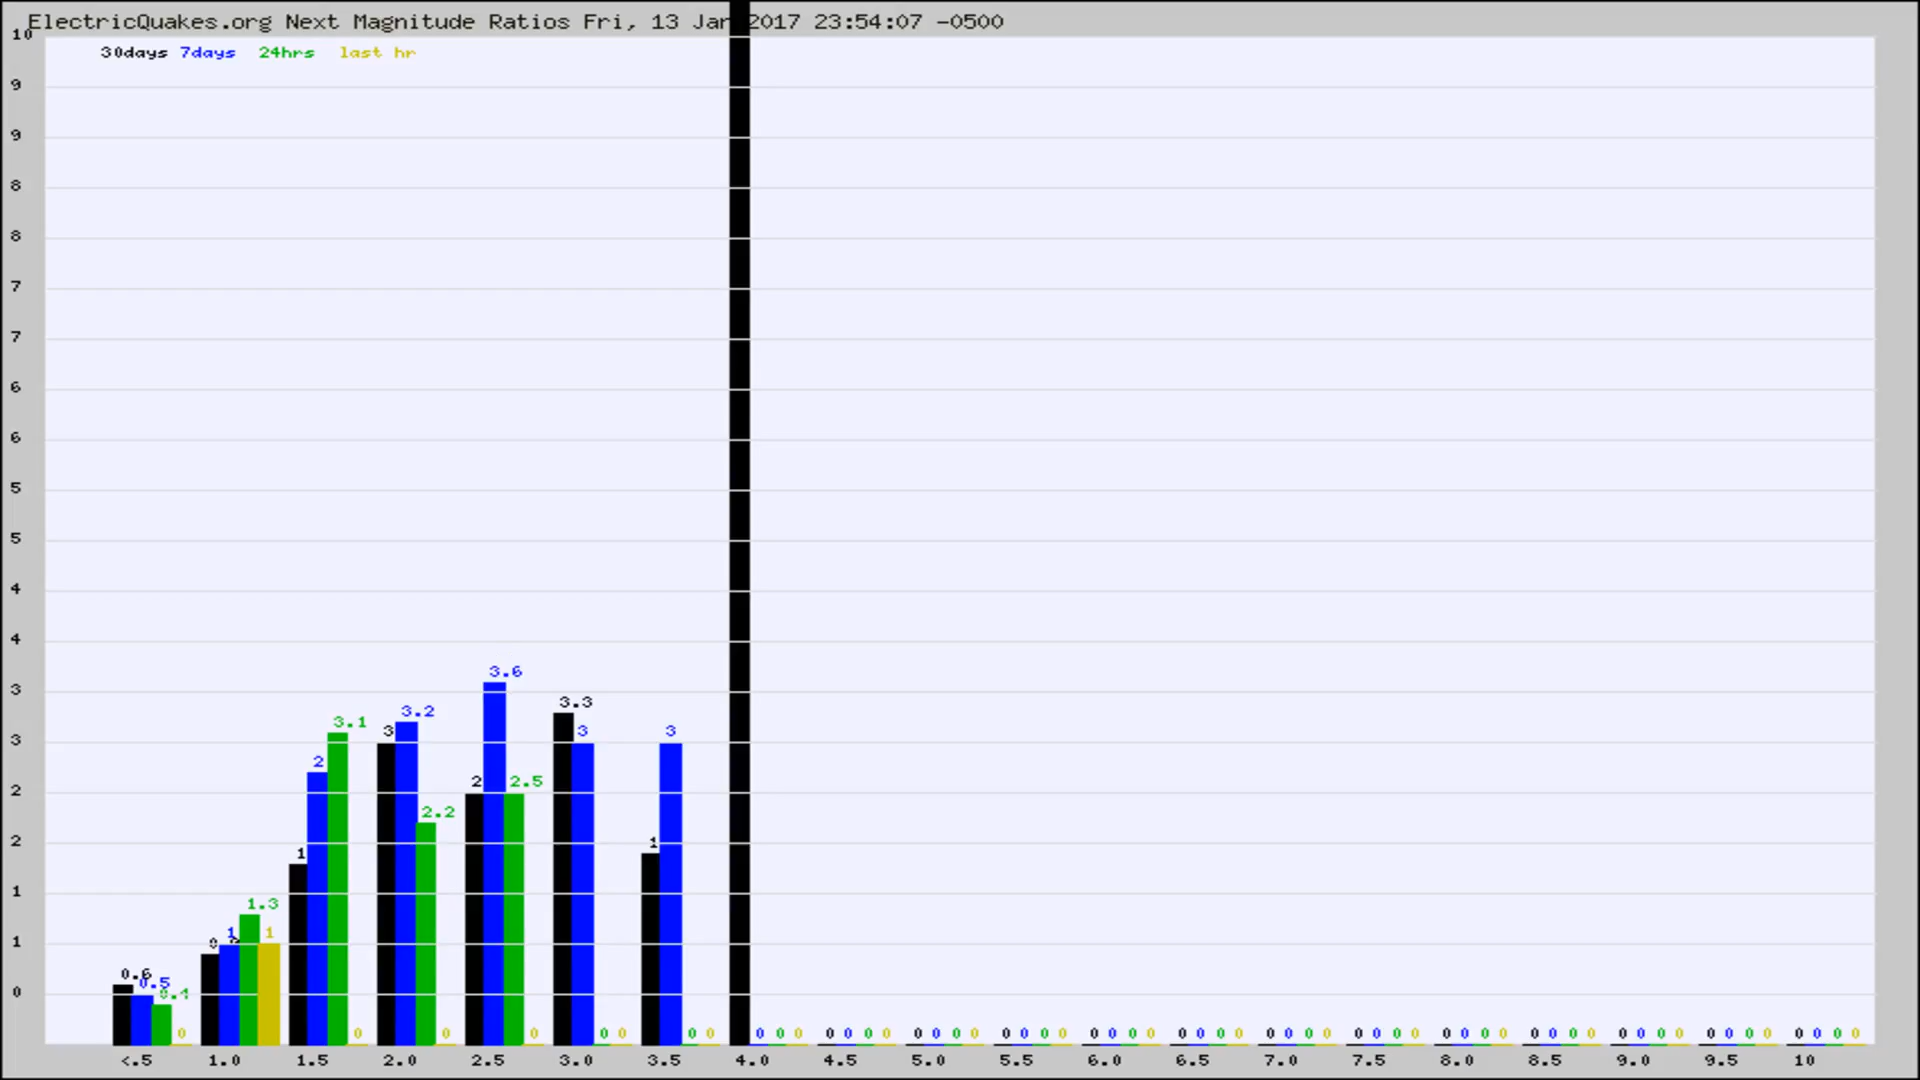 ElectricQuakes.org Next Magnitude Ratios Fri, 13 Jan 2017 23:54:07 -0500
30days 7days 24hrs last hr
10
9
9
8
8
7
7
6
6
5
5
4
4
3
3
2
2
1
1
0
0.6 0.5 0.4 0
1 1.3 1
1 2 3.1 0
3 3.2 2.2 0
2 3.6 2.5 0
3.3 3 0 0
1 3 0 0
0 0 0
0 0 0 0
0 0 0 0
0 0 0 0
0 0 0 0
0 0 0 0
0 0 0 0
0 0 0 0
0 0 0 0
0 0 0 0
0 0 0 0
0 0 0 0
0 0 0 0
<.5 1.0 1.5 2.0 2.5 3.0 3.5 4.0 4.5 5.0 5.5 6.0 6.5 7.0 7.5 8.0 8.5 9.0 9.5 10